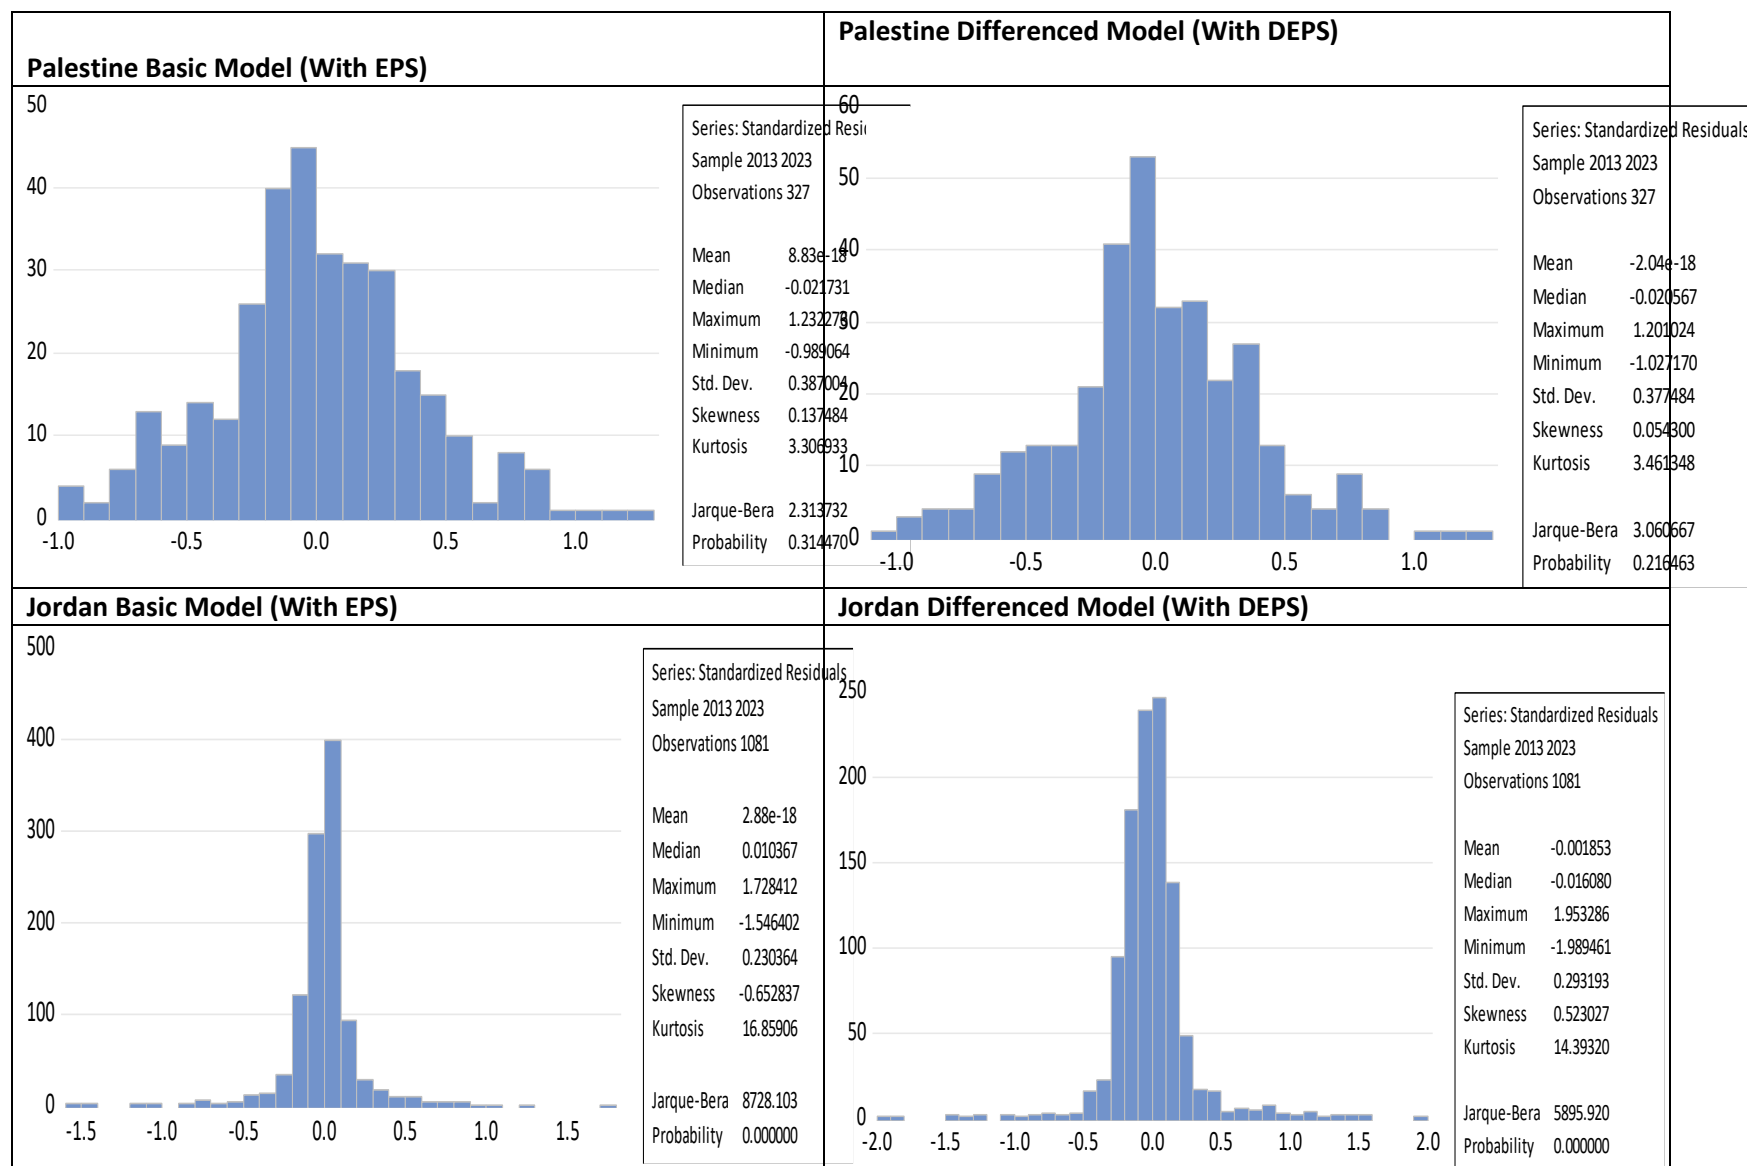 Palestine Basic Model (With EPS)
Palestine Differenced Model (With DEPS)
50
40
30
20
10
0
-1.0 -0.5 0.0 0.5 1.0
Series: Standardized Resi
Sample 2013 2023
Observations 327
Mean 8.83e-18
Median -0.021731
Maximum 1.232273
Minimum -0.989064
Std. Dev. 0.387004
Skewness 0.137484
Kurtosis 3.306933
Jarque-Bera 2.313732
Probability 0.314470
60
50
40
30
20
10
0
-1.0 -0.5 0.0 0.5 1.0
Series: Standardized Residuals
Sample 2013 2023
Observations 327
Mean -2.04e-18
Median -0.020567
Maximum 1.201024
Minimum -1.027170
Std. Dev. 0.377484
Skewness 0.054300
Kurtosis 3.461348
Jarque-Bera 3.060667
Probability 0.216463
Jordan Basic Model (With EPS)
Jordan Differenced Model (With DEPS)
500
400
300
200
100
0
-1.5 -1.0 -0.5 0.0 0.5 1.0 1.5
Series: Standardized Residuals
Sample 2013 2023
Observations 1081
Mean 2.88e-18
Median 0.010367
Maximum 1.728412
Minimum -1.546402
Std. Dev. 0.230364
Skewness -0.652837
Kurtosis 16.85906
Jarque-Bera 8728.103
Probability 0.000000
250
200
150
100
50
0
-2.0 -1.5 -1.0 -0.5 0.0 0.5 1.0 1.5 2.0
Series: Standardized Residuals
Sample 2013 2023
Observations 1081
Mean -0.001853
Median -0.016080
Maximum 1.953286
Minimum -1.989461
Std. Dev. 0.293193
Skewness 0.523027
Kurtosis 14.39320
Jarque-Bera 5895.920
Probability 0.000000